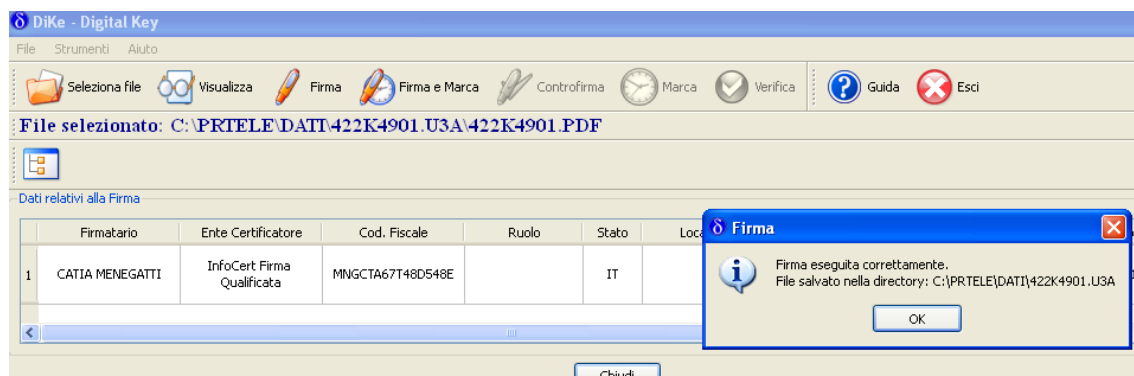 DiKe - Digital Key
File Strumenti Aiuto
Seleziona file Visualizza Firma Firma e Marca Controfirma Marca Verifica Guida Esci
File selezionato: C:\PRTELE\DATI\422K4901.U3A\422K4901.PDF
Dati relativi alla Firma
Firmatario Ente Certificatore Cod. Fiscale Ruolo Stato Loca
1 CATIA MENEGATTI InfoCert Firma Qualificata MNGCTA67T48D548E IT
Firma
Firma eseguita correttamente.
File salvato nella directory: C:\PRTELE\DATI\422K4901.U3A
OK
Chiudi